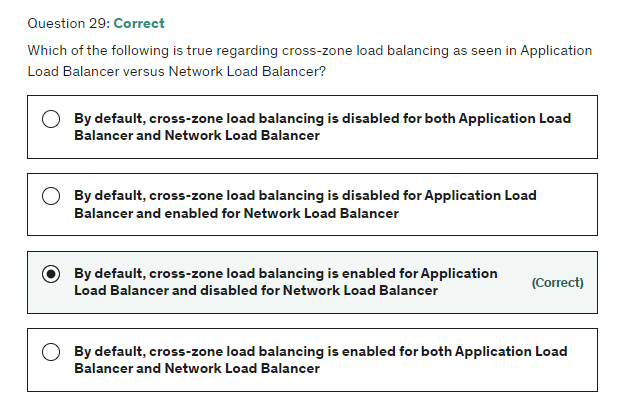 Question 29: Correct
Which of the following is true regarding cross-zone load balancing as seen in Application
Load Balancer versus Network Load Balancer?
By default, cross-zone load balancing is disabled for both Application Load
Balancer and Network Load Balancer
By default, cross-zone load balancing is disabled for Application Load
Balancer and enabled for Network Load Balancer
By default, cross-zone load balancing is enabled for Application
Load Balancer and disabled for Network Load Balancer
(Correct)
By default, cross-zone load balancing is enabled for both Application Load
Balancer and Network Load Balancer